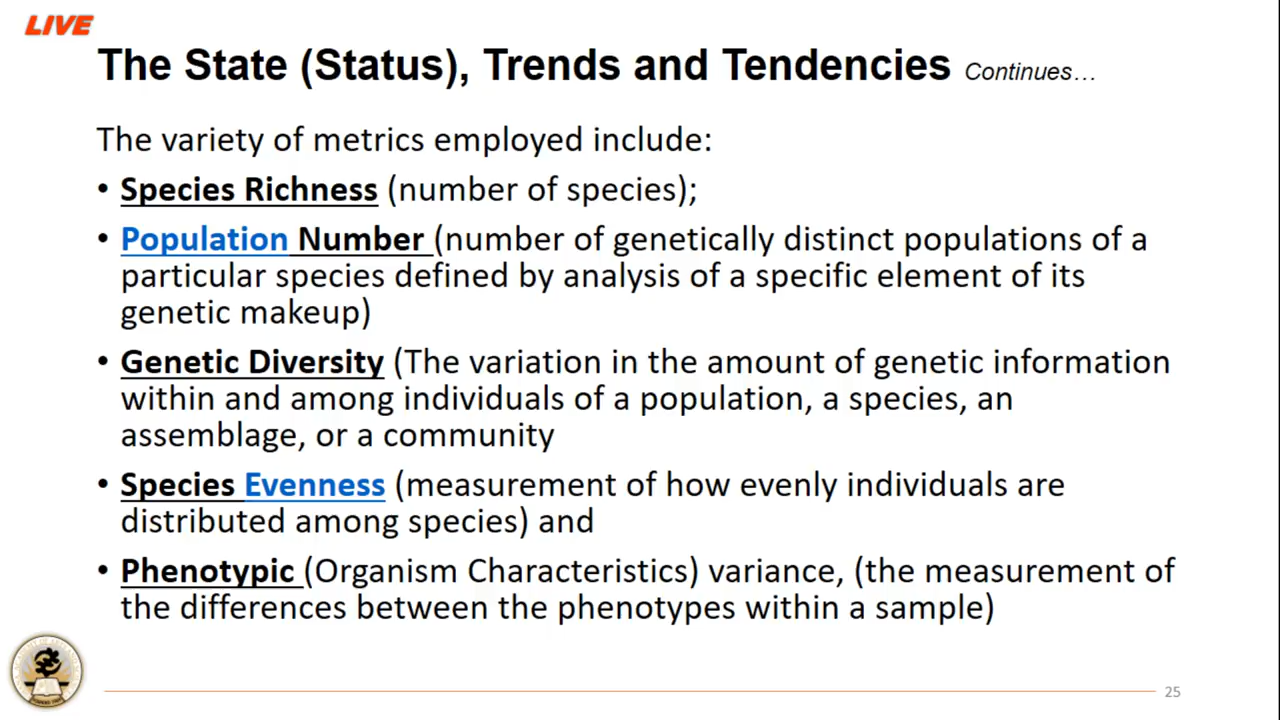 LIVE
The State (Status), Trends and Tendencies Continues…
The variety of metrics employed include:
• Species Richness (number of species);
• Population Number (number of genetically distinct populations of a
particular species defined by analysis of a specific element of its
genetic makeup)
• Genetic Diversity (The variation in the amount of genetic information
within and among individuals of a population, a species, an
assemblage, or a community
• Species Evenness (measurement of how evenly individuals are
distributed among species) and
• Phenotypic (Organism Characteristics) variance, (the measurement of
the differences between the phenotypes within a sample)
25